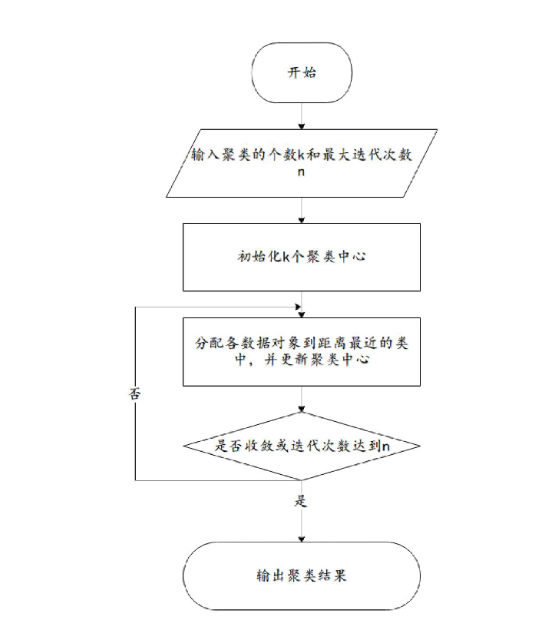 开始
输入聚类的个数k和最大迭代次数
n
初始化k个聚类中心
分配各数据对象到距离最近的类
中，并更新聚类中心
否
是否收敛或迭代次数达到n
是
输出聚类结果